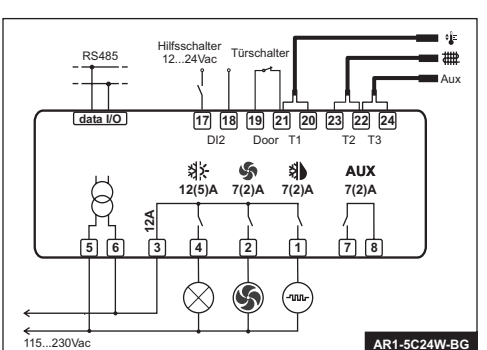 RS485
Hilfsschalter
12...24Vac
Türschalter
Aux
data I/O
17 18 19 21 20 23 22 24
DI2 Door T1 T2 T3
AUX
12(5)A 7(2)A 7(2)A 7(2)A
12A
5 6 3 4 2 1 7 8
115...230Vac
AR1-5C24W-BG